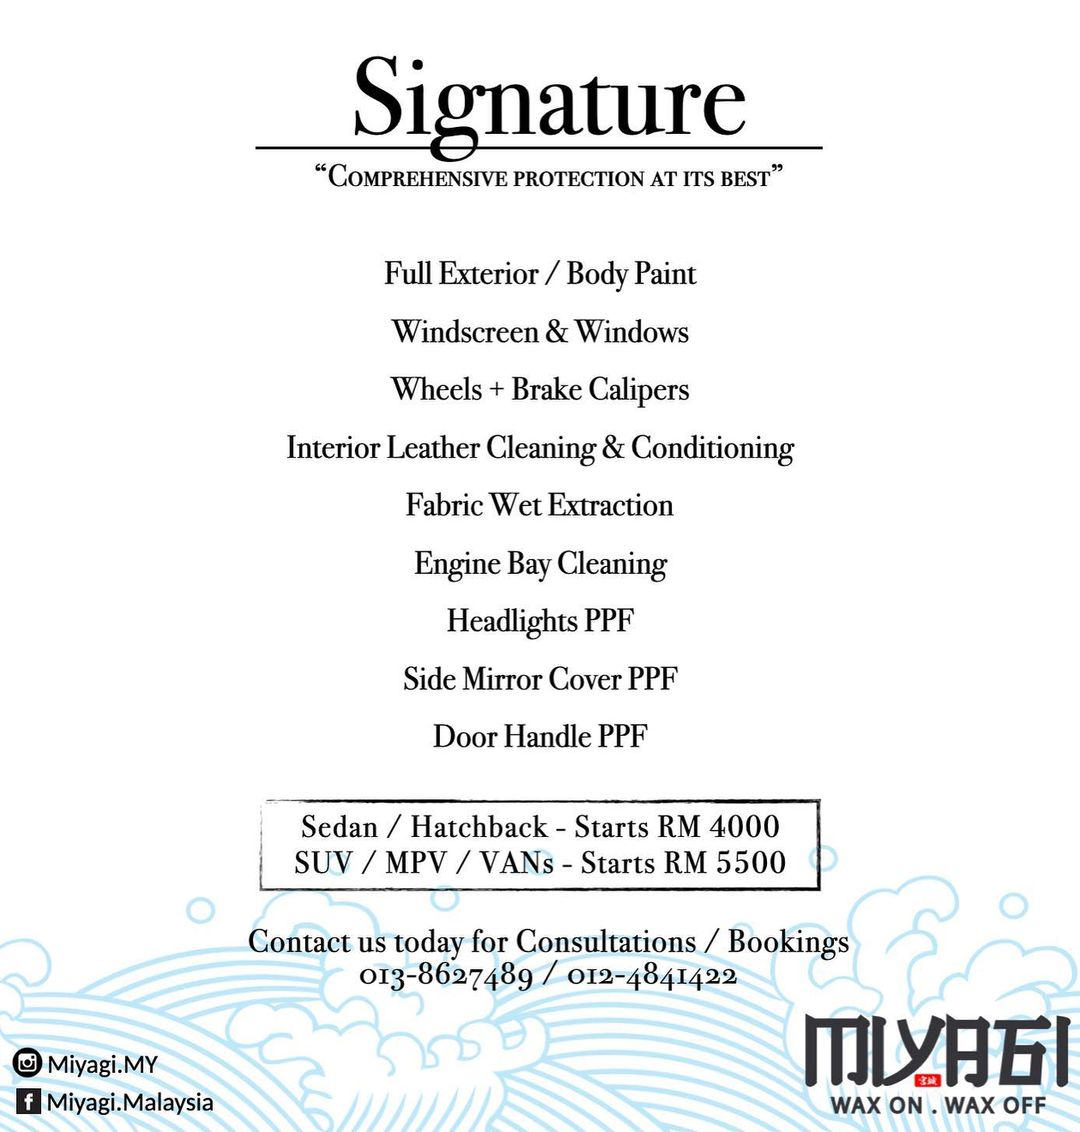 Signature
“Comprehensive protection at its best”
Full Exterior / Body Paint
Windscreen & Windows
Wheels + Brake Calipers
Interior Leather Cleaning & Conditioning
Fabric Wet Extraction
Engine Bay Cleaning
Headlights PPF
Side Mirror Cover PPF
Door Handle PPF
Sedan / Hatchback - Starts RM 4000
SUV / MPV / VANs - Starts RM 5500
Contact us today for Consultations / Bookings
013-8627489 / 012-4841422
Miyagi.MY
Miyagi.Malaysia
MIYAGI
宮城
WAX ON . WAX OFF